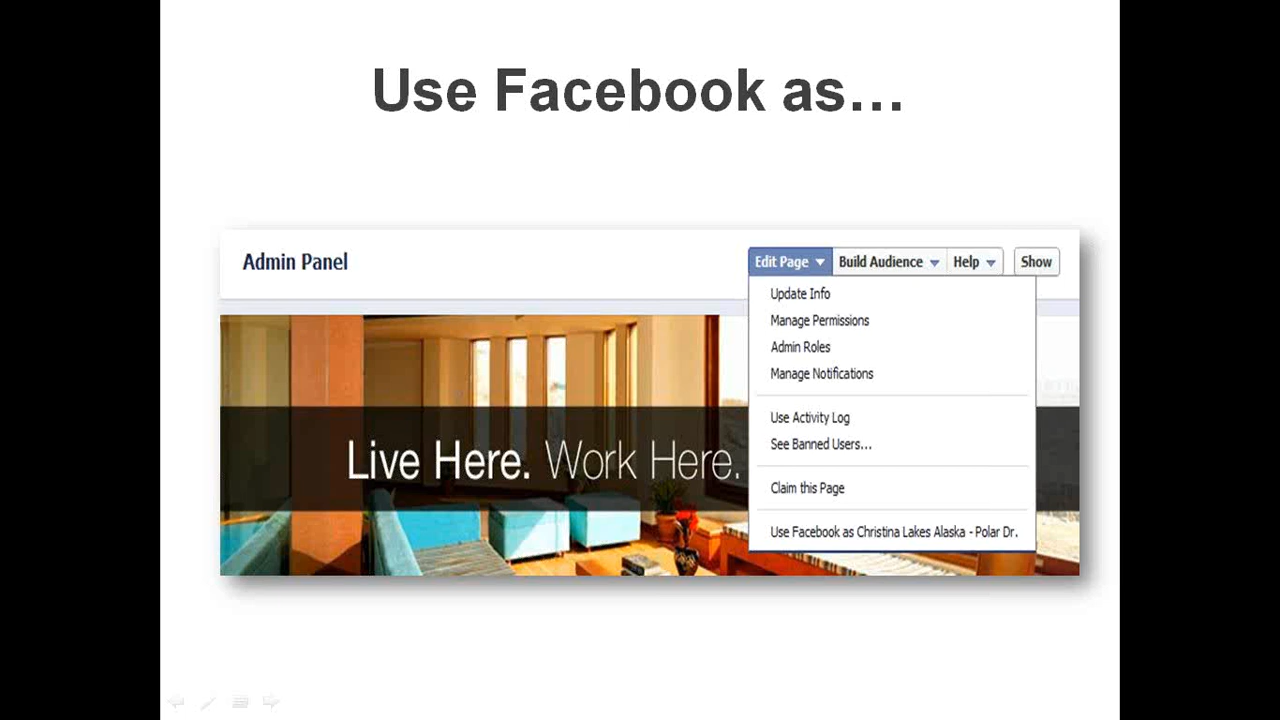 Use Facebook as...
Admin Panel
Edit Page
Build Audience
Help
Show
Update Info
Manage Permissions
Admin Roles
Manage Notifications
Use Activity Log
See Banned Users...
Claim this Page
Use Facebook as Christina Lakes Alaska - Polar Dr.
Live Here. Work Here.